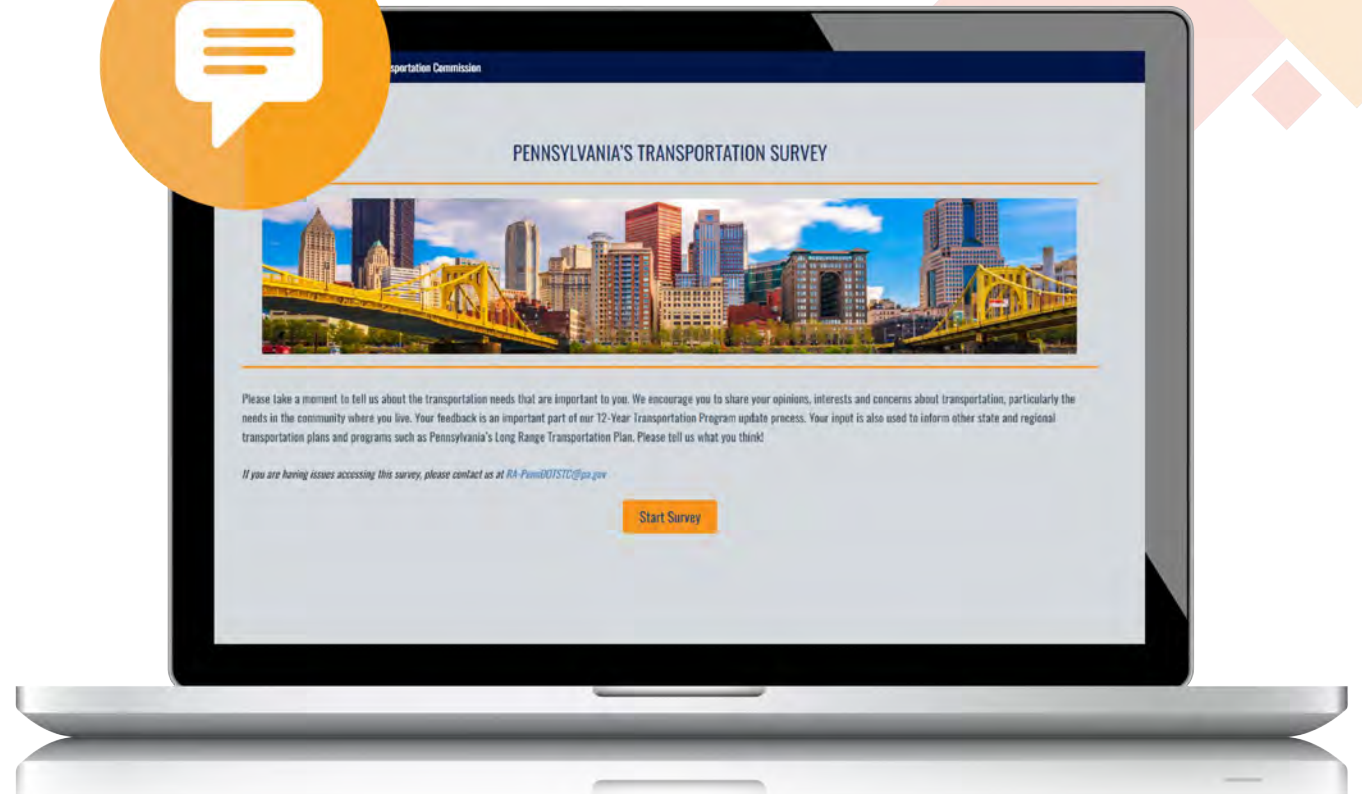 sportation Commission
PENNSYLVANIA'S TRANSPORTATION SURVEY
Please take a moment to tell us about the transportation needs that are important to you. We encourage you to share your opinions, interests and concerns about transportation, particularly the
needs in the community where you live. Your feedback is an important part of our 12-Year Transportation Program update process. Your input is also used to inform other state and regional
transportation plans and programs such as Pennsylvania's Long Range Transportation Plan. Please tell us what you think!
If you are having issues accessing this survey, please contact us at RA-PennDOTSTC@pa.gov
Start Survey